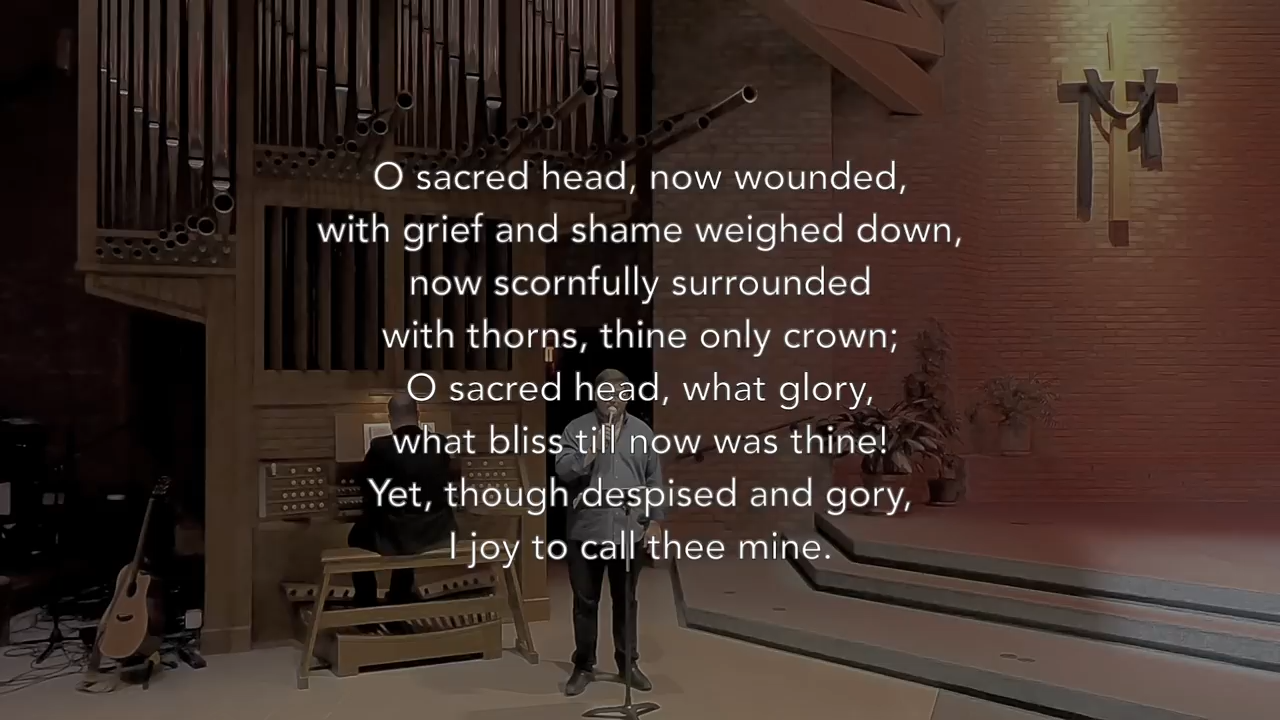 O sacred head, now wounded,
with grief and shame weighed down,
now scornfully surrounded
with thorns, thine only crown;
O sacred head, what glory,
what bliss till now was thine!
Yet, though despised and gory,
I joy to call thee mine.